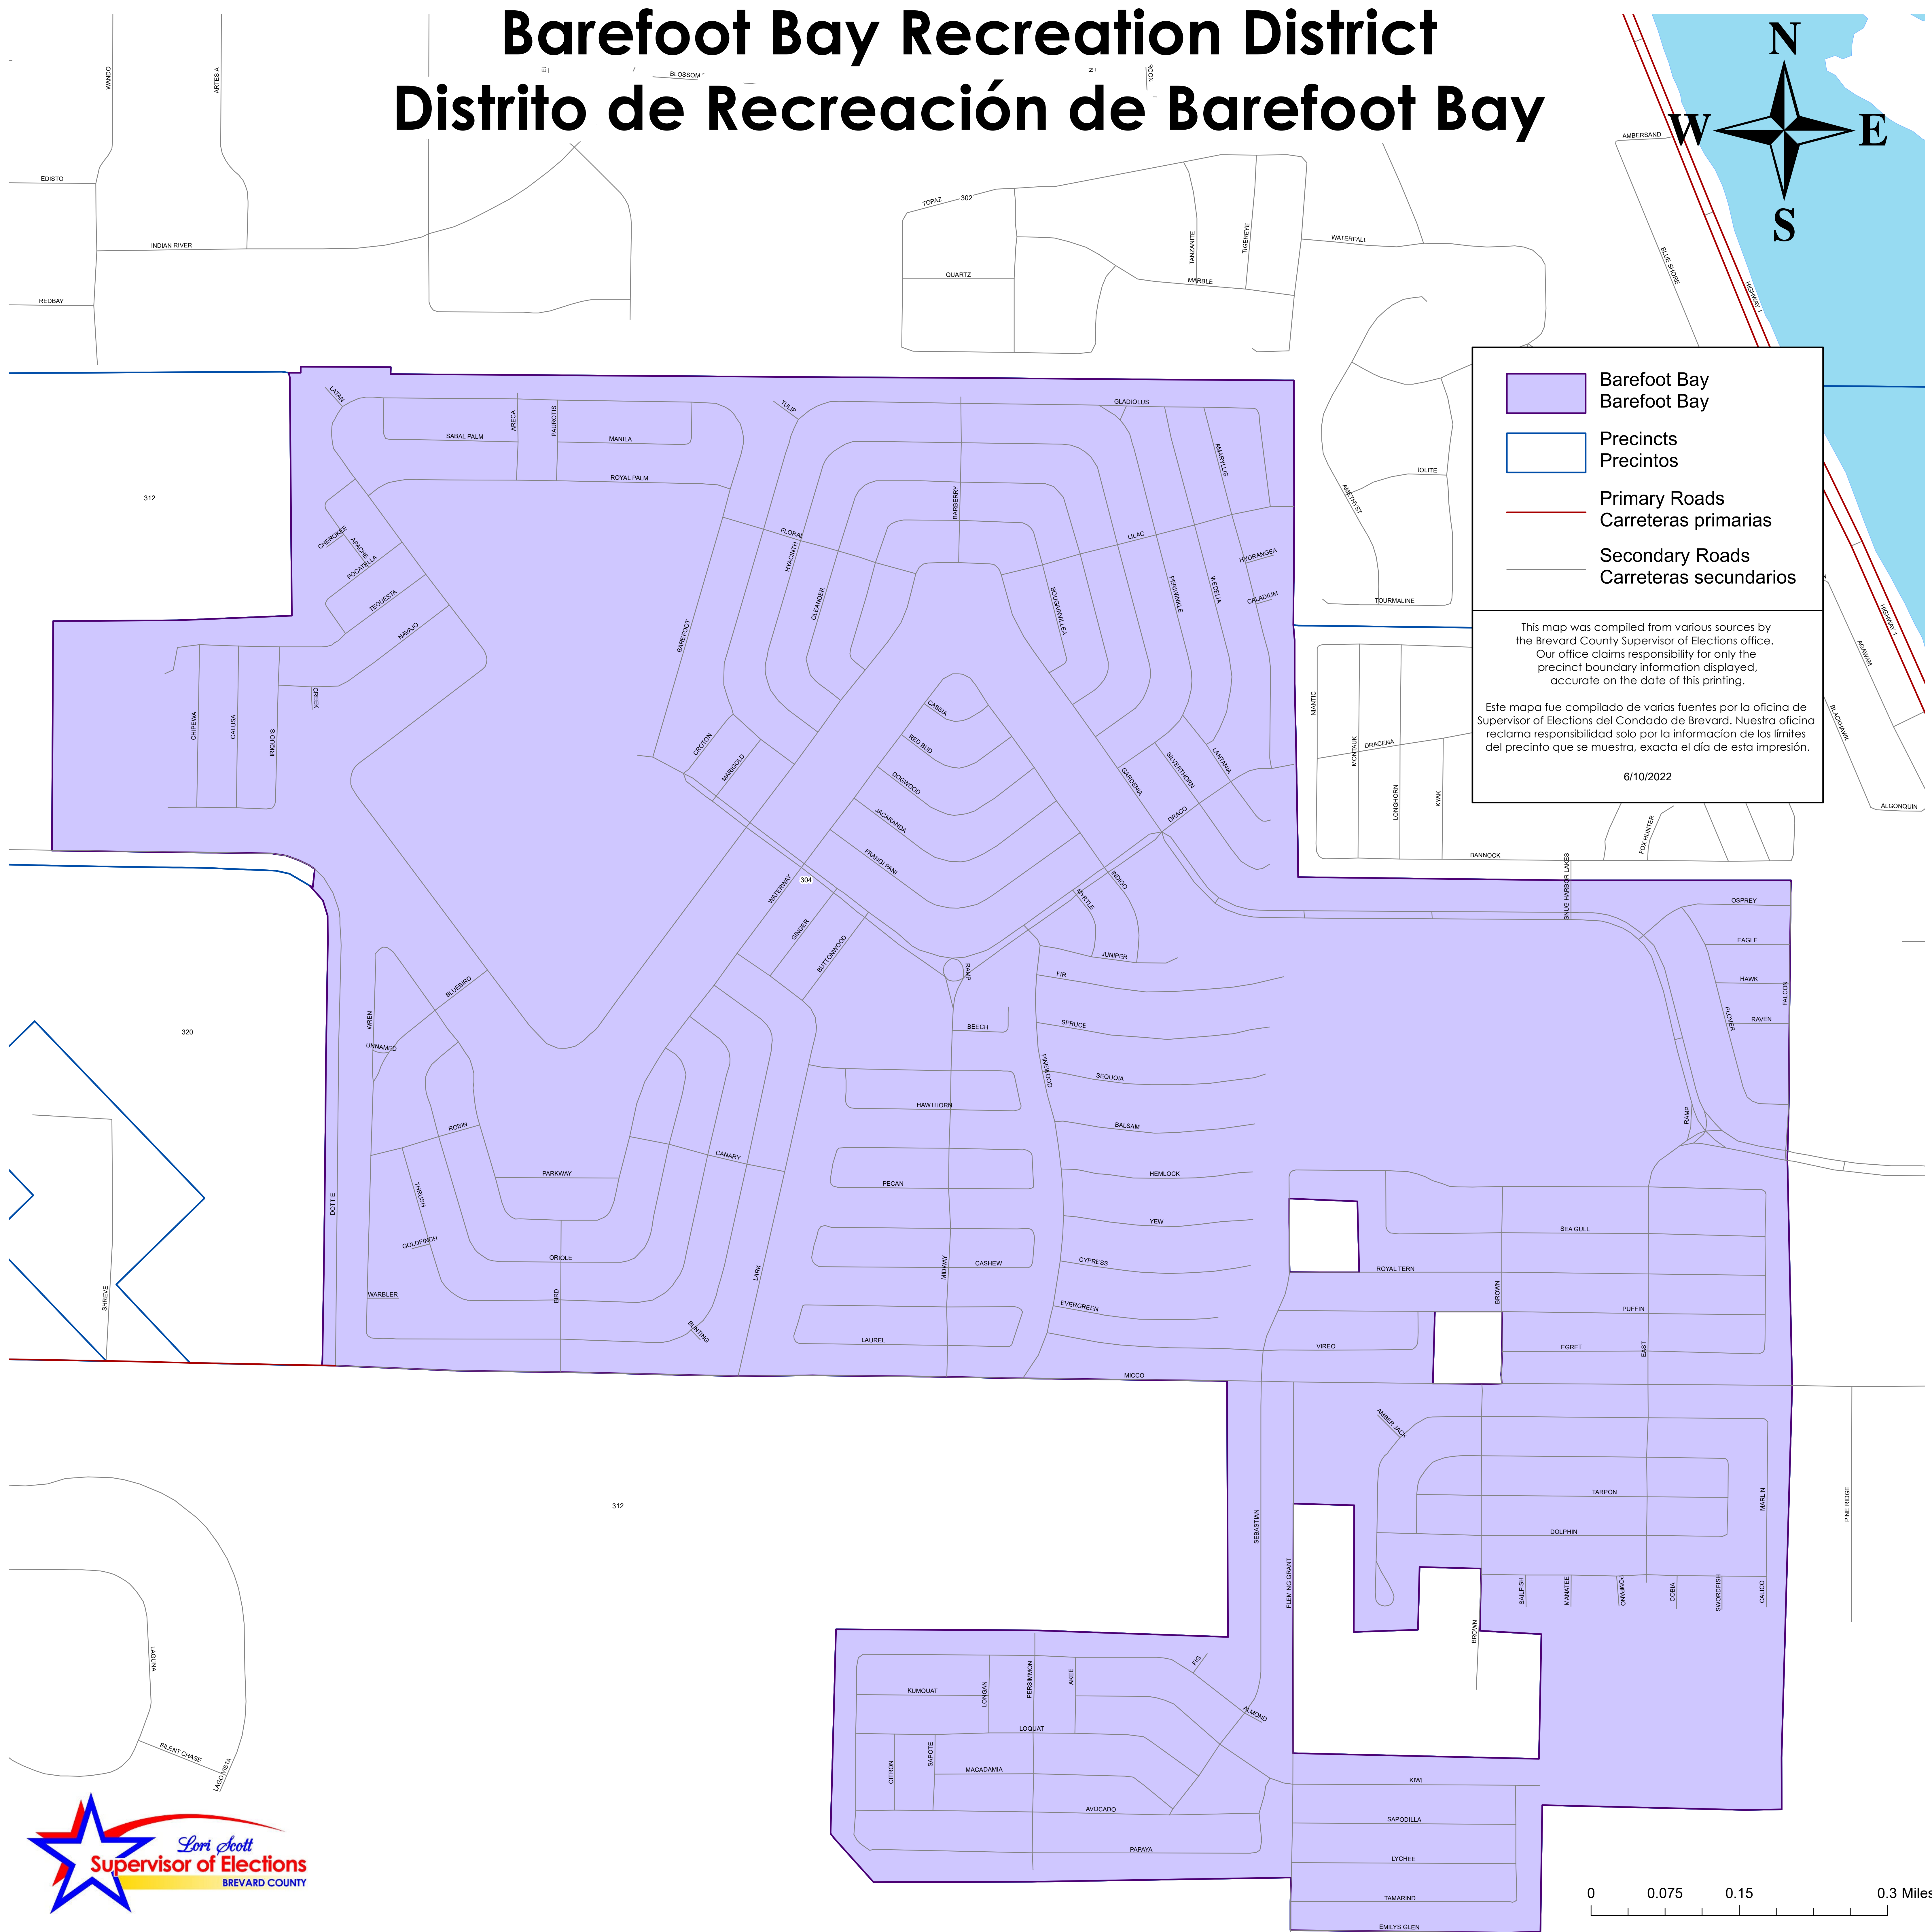 Barefoot Bay Recreation District
Distrito de Recreación de Barefoot Bay
N
W
E
S
BLOSSOM
WANDO
ARTESIA
AMBERSAND
EDISTO
TOPAZ
302
INDIAN RIVER
TANZANITE
TIGEREYE
WATERFALL
BLUE SHORE
QUARTZ
MARBLE
HIGHWAY 1
REDBAY
Barefoot Bay
Barefoot Bay
Precincts
Precintos
Primary Roads
Carreteras primarias
Secondary Roads
Carreteras secundarios
This map was compiled from various sources by
the Brevard County Supervisor of Elections office.
Our office claims responsibility for only the
precinct boundary information displayed,
accurate on the date of this printing.
Este mapa fue compilado de varias fuentes por la oficina de
Supervisor of Elections del Condado de Brevard. Nuestra oficina
reclama responsibilidad solo por la informacíon de los límites
del precinto que se muestra, exacta el día de esta impresión.
6/10/2022
LATAN
ARECA
PAUROTIS
TULIP
GLADIOLUS
SABAL PALM
MANILA
AMARYLLIS
ROYAL PALM
IOLITE
312
AMETHYST
BARBERRY
CHEROKEE
APACHE
POCATELLA
FLORAL
HYACINTH
LILAC
HYDRANGEA
TEQUESTA
GLEANDER
BOUGAINVILLEA
PERIWINKLE
WEDELIA
CALADIUM
TOURMALINE
NAVAJO
BAREFOOT
HIGHWAY 1
AGAWAM
CREEK
CHIPEWA
CALUSA
IRIQUOIS
CASSIA
NIANTIC
BLACKHAWK
CROTON
RED BUD
MARIGOLD
DOGWOOD
GARDENIA
SILVERTHORN
LANTANIA
MONTAUK
DRACENA
LONGHORN
KYAK
ALGONQUIN
JACARANDA
DRACO
FOX HUNTER
FRANGI PANI
BANNOCK
WATERWAY
304
INDIGO
SNUG HARBOR LAKES
MYRTLE
OSPREY
GINGER
BUTTONWOOD
JUNIPER
EAGLE
RAMP
FIR
HAWK
FALCON
BLUEBIRD
WREN
BEECH
SPRUCE
PLOVER
RAVEN
320
UNNAMED
PINEWOOD
SEQUOIA
HAWTHORN
RAMP
ROBIN
BALSAM
CANARY
PARKWAY
HEMLOCK
PECAN
THRUSH
DOTTIE
YEW
SEA GULL
GOLDFINCH
ORIOLE
LARK
MIDWAY
CASHEW
CYPRESS
ROYAL TERN
SHREVE
WARBLER
BIRD
BROWN
EVERGREEN
PUFFIN
BUNTING
LAUREL
VIREO
EGRET
EAST
MICCO
AMBER JACK
TARPON
MARLIN
PINE RIDGE
312
SEBASTIAN
DOLPHIN
FLEMING GRANT
SAILFISH
MANATEE
POMPANO
COBIA
SWORDFISH
CALICO
BROWN
LAGUNA
FIG
KUMQUAT
LONGAN
PERSIMMON
AKEE
ALMOND
LOQUAT
SILENT CHASE
LAGO VISTA
CITRON
SAPOTE
MACADAMIA
KIWI
AVOCADO
SAPODILLA
PAPAYA
LYCHEE
TAMARIND
EMILYS GLEN
Lori Scott
Supervisor of Elections
BREVARD COUNTY
0 0.075 0.15 0.3 Miles